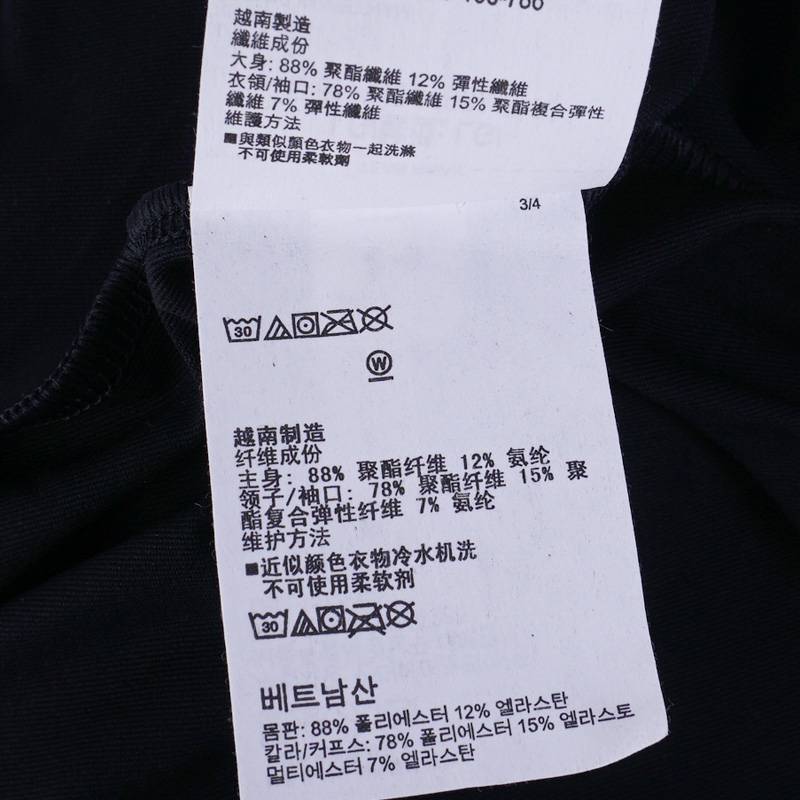 越南製造
纖維成份
大身: 88% 聚酯纖維 12% 彈性纖維
衣領/袖口: 78% 聚酯纖維 15% 聚酯複合彈性
纖維 7% 彈性纖維
維護方法
■與類似顏色衣物一起洗滌
不可使用柔軟劑
3/4
30
W
越南制造
纤维成份
主身: 88% 聚酯纤维 12% 氨纶
领子/袖口: 78% 聚酯纤维 15% 聚
酯复合弹性纤维 7% 氨纶
维护方法
■近似颜色衣物冷水机洗
不可使用柔软剂
30
베트남산
몸판: 88% 폴리에스터 12% 엘라스탄
칼라/커프스: 78% 폴리에스터 15% 엘라스토
멀티에스터 7% 엘라스탄